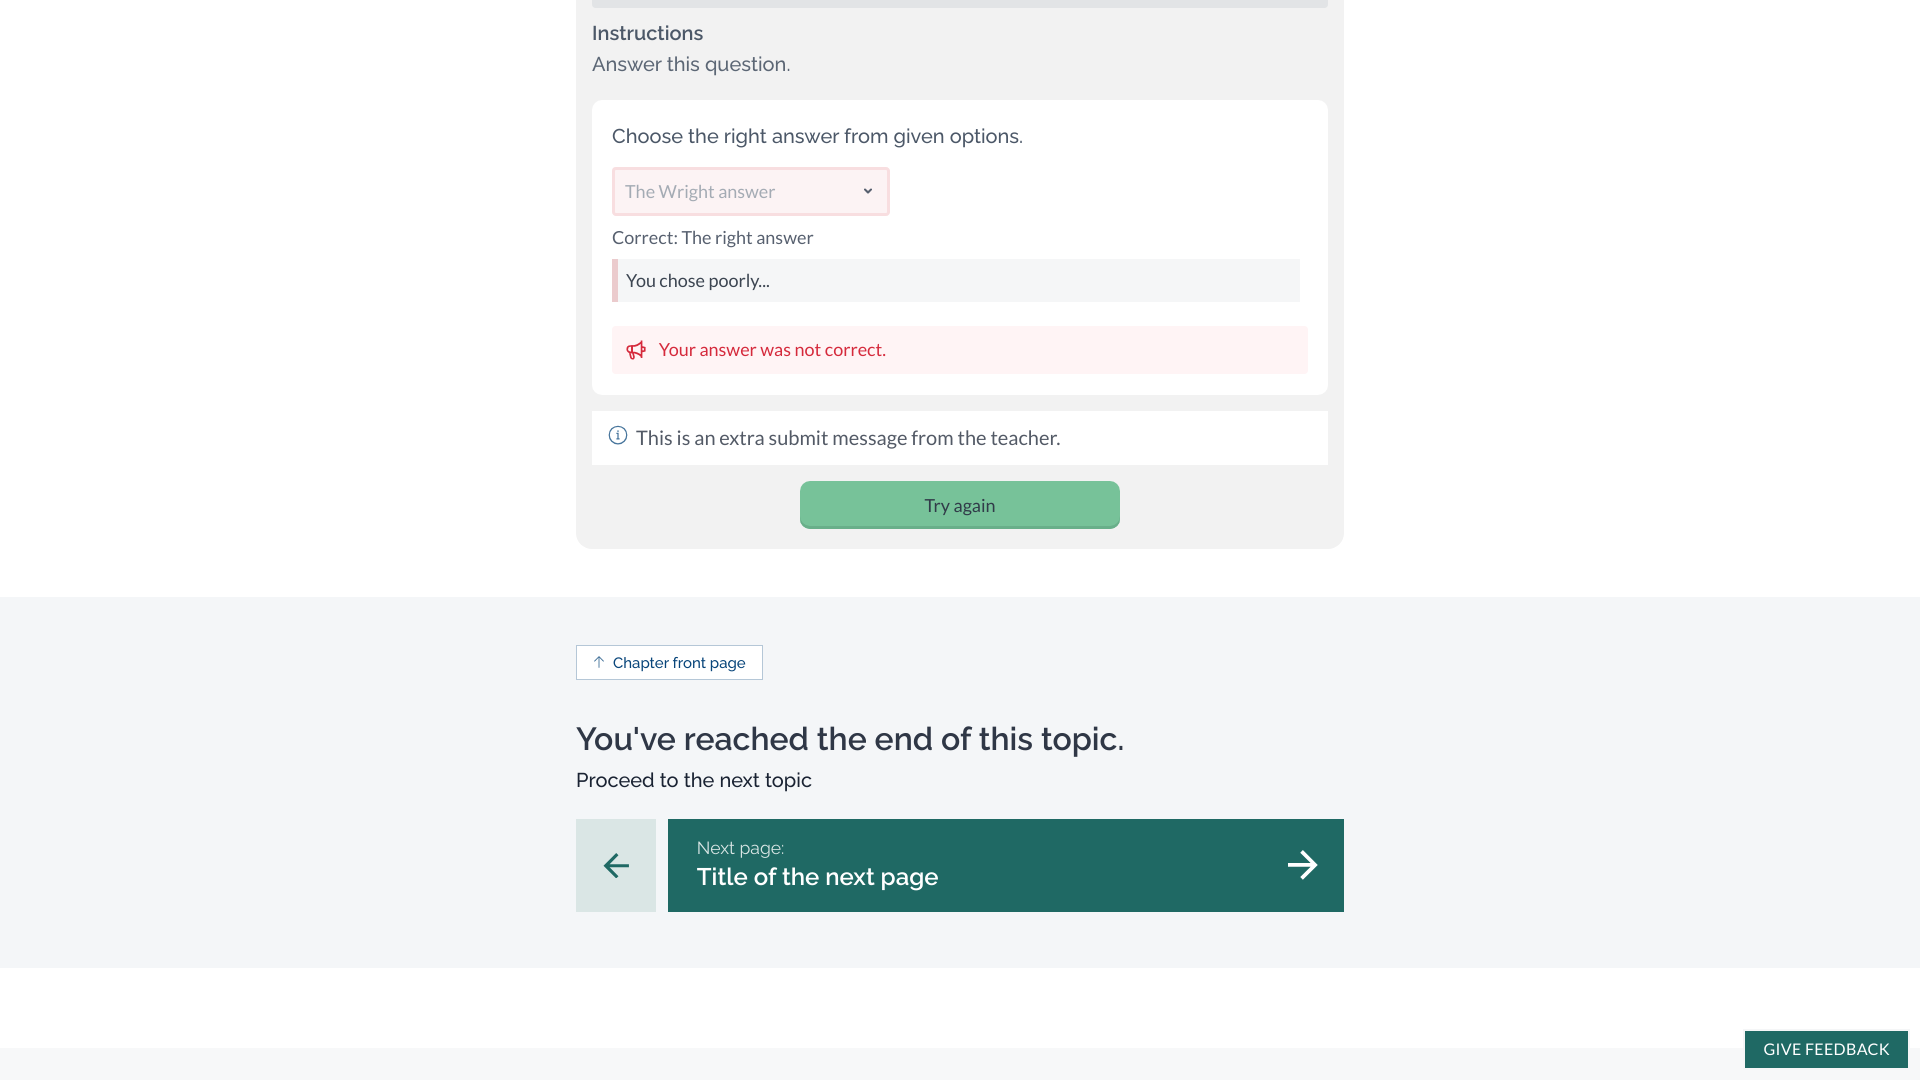 Instructions
Answer this question.
Choose the right answer from given options.
The Wright answer
Correct: The right answer
You chose poorly...
Your answer was not correct.
This is an extra submit message from the teacher.
Try again
Chapter front page
You've reached the end of this topic.
Proceed to the next topic
Next page:
Title of the next page
GIVE FEEDBACK